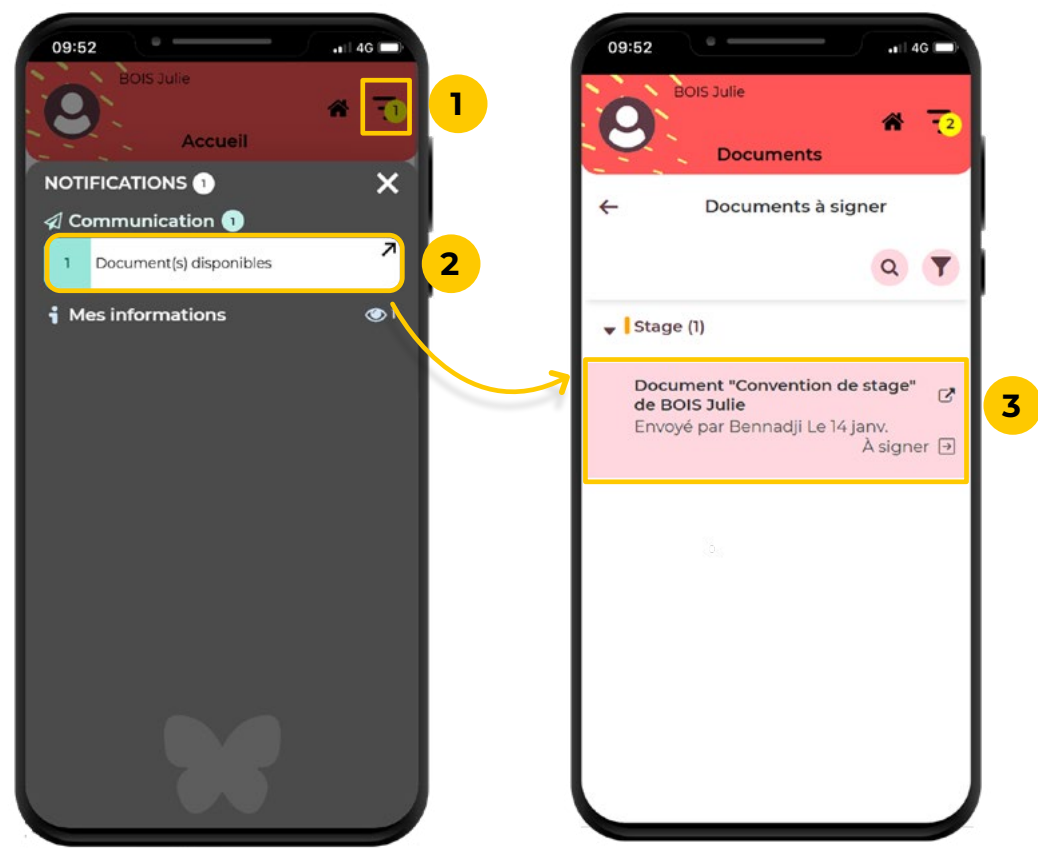 09:52
4G
BOIS Julie
1
Accueil
1
NOTIFICATIONS 1
Communication 1
1 Document(s) disponibles
2
Mes informations
1
09:52
4G
BOIS Julie
2
Documents
Documents à signer
Stage (1)
Document "Convention de stage"
de BOIS Julie
Envoyé par Bennadji Le 14 janv.
À signer
3